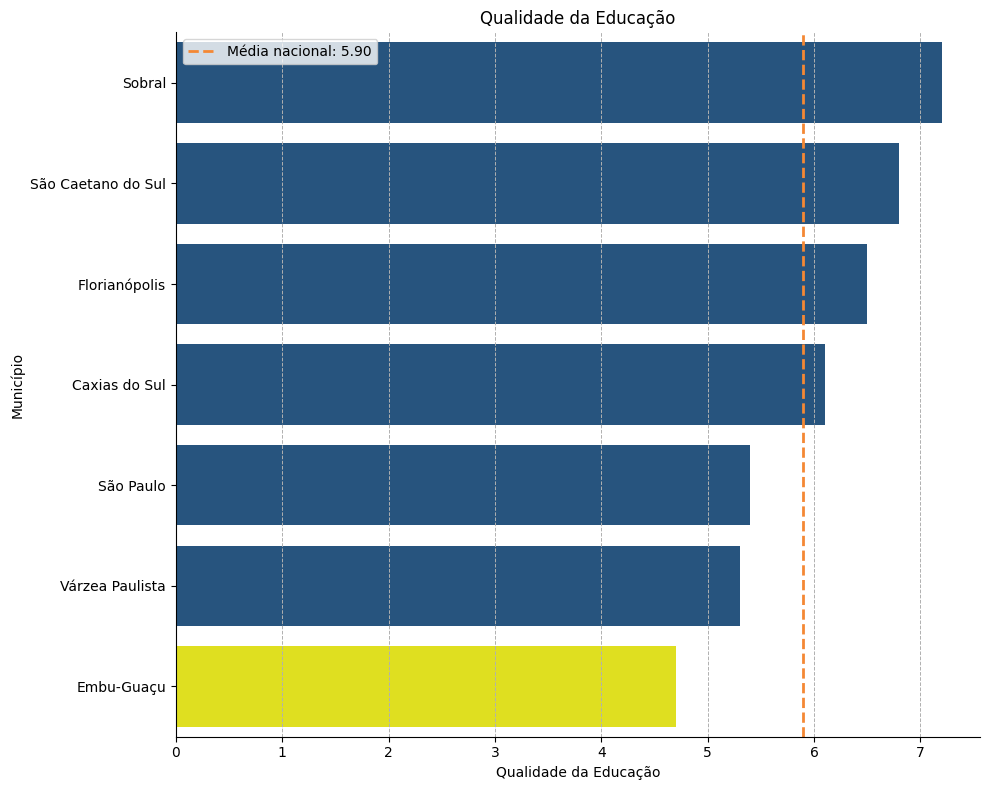 Qualidade da Educação
Média nacional: 5.90
Município
Sobral
São Caetano do Sul
Florianópolis
Caxias do Sul
São Paulo
Várzea Paulista
Embu-Guaçu
0 1 2 3 4 5 6 7
Qualidade da Educação